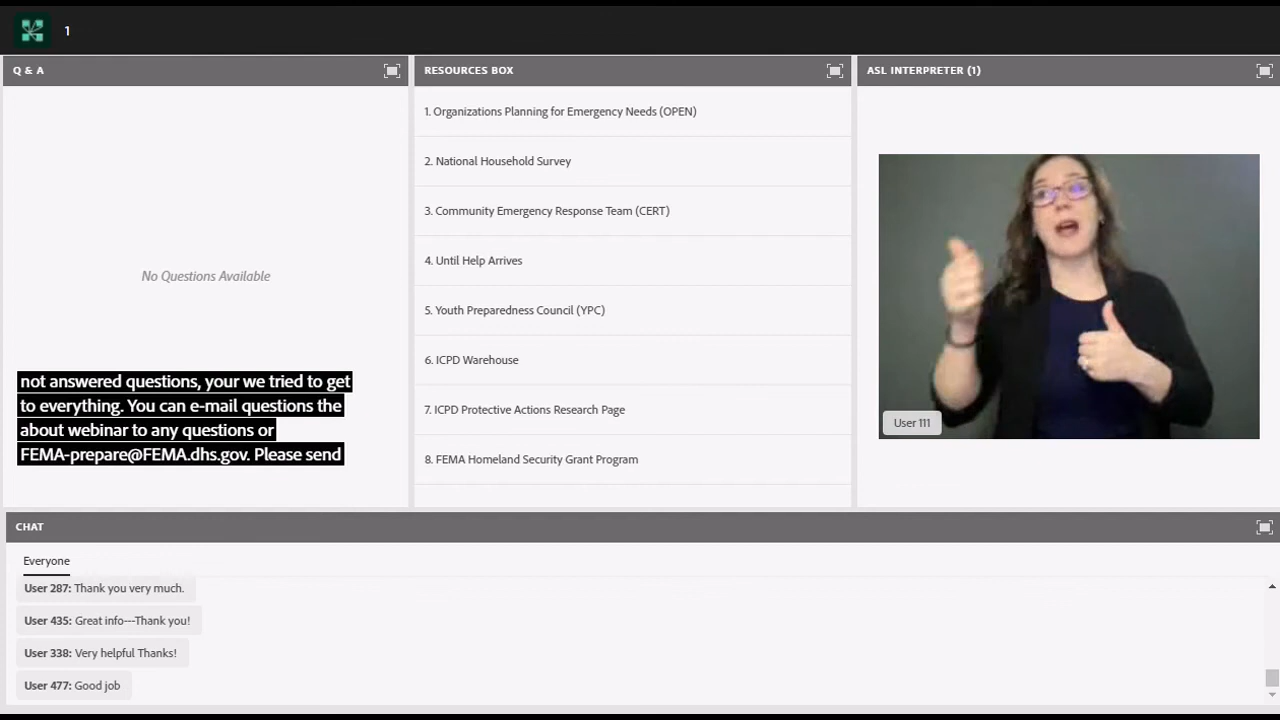 1
Q & A
No Questions Available
not answered questions, your we tried to get
to everything. You can e-mail questions the
about webinar to any questions or
FEMA-prepare@FEMA.dhs.gov. Please send
RESOURCES BOX
1. Organizations Planning for Emergency Needs (OPEN)
2. National Household Survey
3. Community Emergency Response Team (CERT)
4. Until Help Arrives
5. Youth Preparedness Council (YPC)
6. ICPD Warehouse
7. ICPD Protective Actions Research Page
8. FEMA Homeland Security Grant Program
ASL INTERPRETER (1)
User 111
CHAT
Everyone
User 287: Thank you very much.
User 435: Great info---Thank you!
User 338: Very helpful Thanks!
User 477: Good job